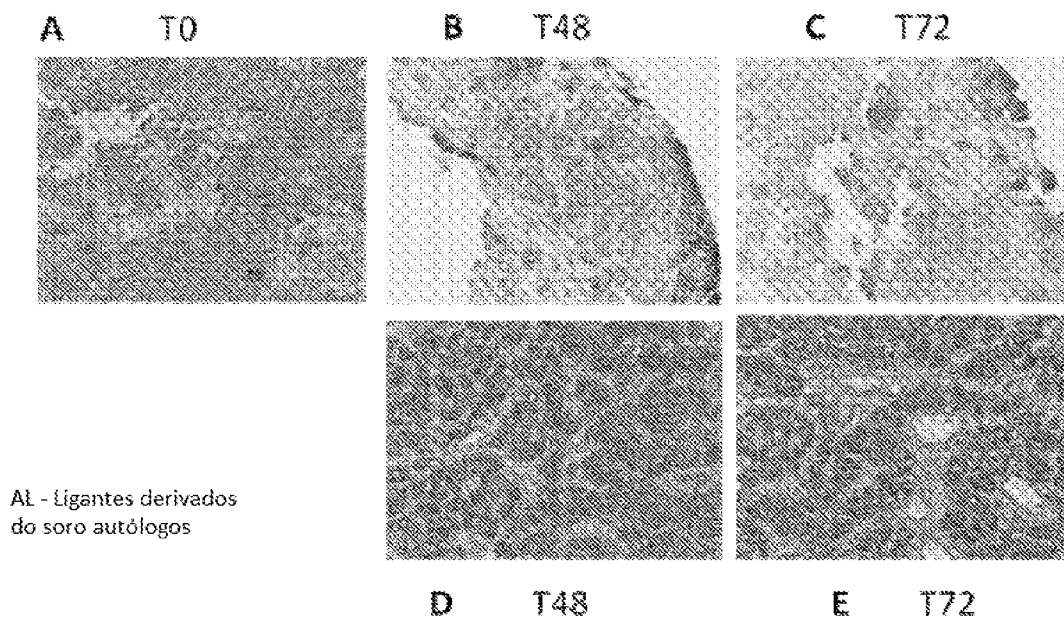 A T0
B T48
C T72
AL - Ligantes derivados
do soro autólogos
D T48
E T72